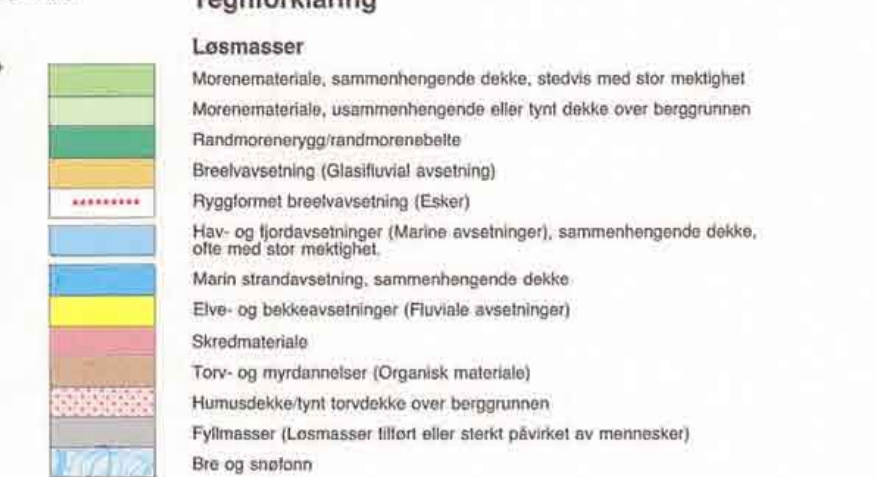 Tegnforklaring
Løsmasser
Morenemateriale, sammenhengende dekke, stedvis med stor mektighet
Morenemateriale, usammenhengende eller tynt dekke over berggrunnen
Randmorenerygg/randmorenebelte
Breelvavsetning (Glasifluvial avsetning)
Ryggformet breelvavsetning (Esker)
Hav- og fjordavsetninger (Marine avsetninger), sammenhengende dekke,
ofte med stor mektighet.
Marin strandavsetning, sammenhengende dekke
Elve- og bekkeavsetninger (Fluviale avsetninger)
Skredmateriale
Torv- og myrdannelser (Organisk materiale)
Humusdekke/tynt torvdekke over berggrunnen
Fyllmasser (Løsmasser tilført eller sterkt påvirket av mennesker)
Bre og snøfonn